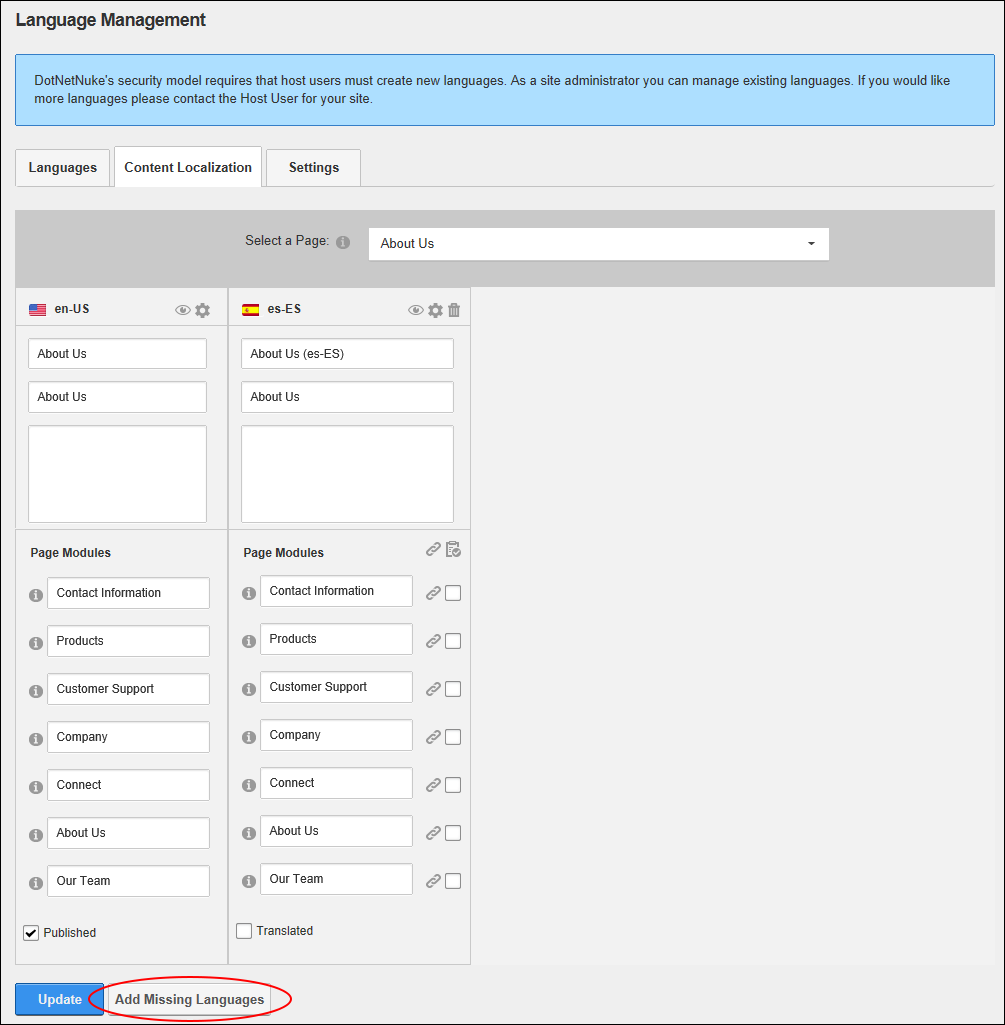 Language Management
DotNetNuke's security model requires that host users must create new languages. As a site administrator you can manage existing languages. If you would like
more languages please contact the Host User for your site.
Languages
Content Localization
Settings
Select a Page:
About Us
en-US
es-ES
About Us
About Us (es-ES)
About Us
About Us
Page Modules
Page Modules
Contact Information
Contact Information
Products
Products
Customer Support
Customer Support
Company
Company
Connect
Connect
About Us
About Us
Our Team
Our Team
Published
Translated
Update
Add Missing Languages